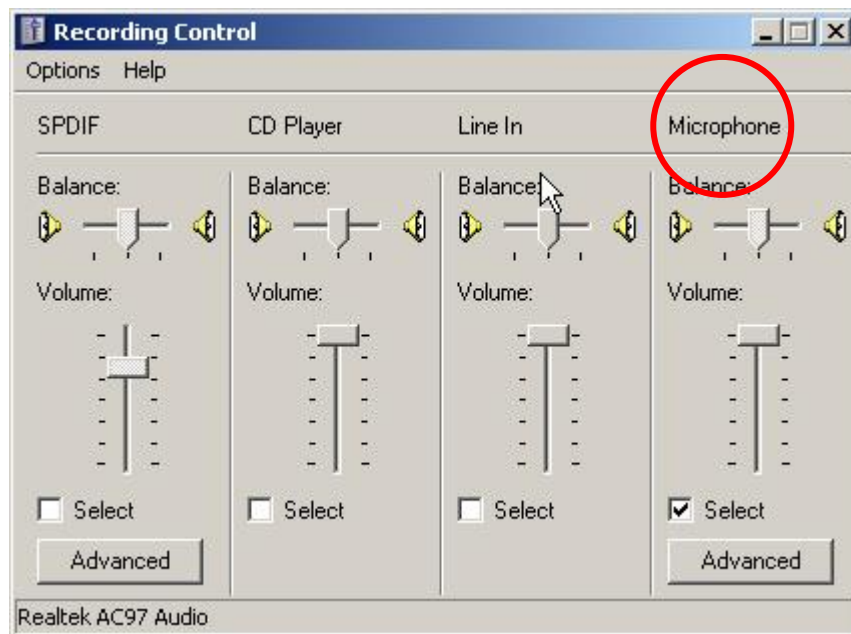 Recording Control
Options Help
SPDIF CD Player Line In Microphone
Balance: Balance: Balance: Balance:
Volume: Volume: Volume: Volume:
Select Select Select Select
Advanced Advanced
Realtek AC97 Audio